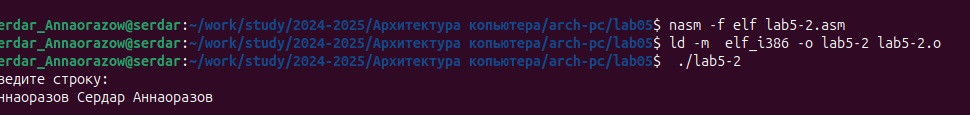 erdar_Annaorazow@serdar:~/work/study/2024-2025/Архитектура копьютера/arch-pc/lab05$ nasm -f elf lab5-2.asm
erdar_Annaorazow@serdar:~/work/study/2024-2025/Архитектура копьютера/arch-pc/lab05$ ld -m  elf_i386 -o lab5-2 lab5-2.o
erdar_Annaorazow@serdar:~/work/study/2024-2025/Архитектура копьютера/arch-pc/lab05$  ./lab5-2
ведите строку:
ннаоразов Сердар Аннаоразов